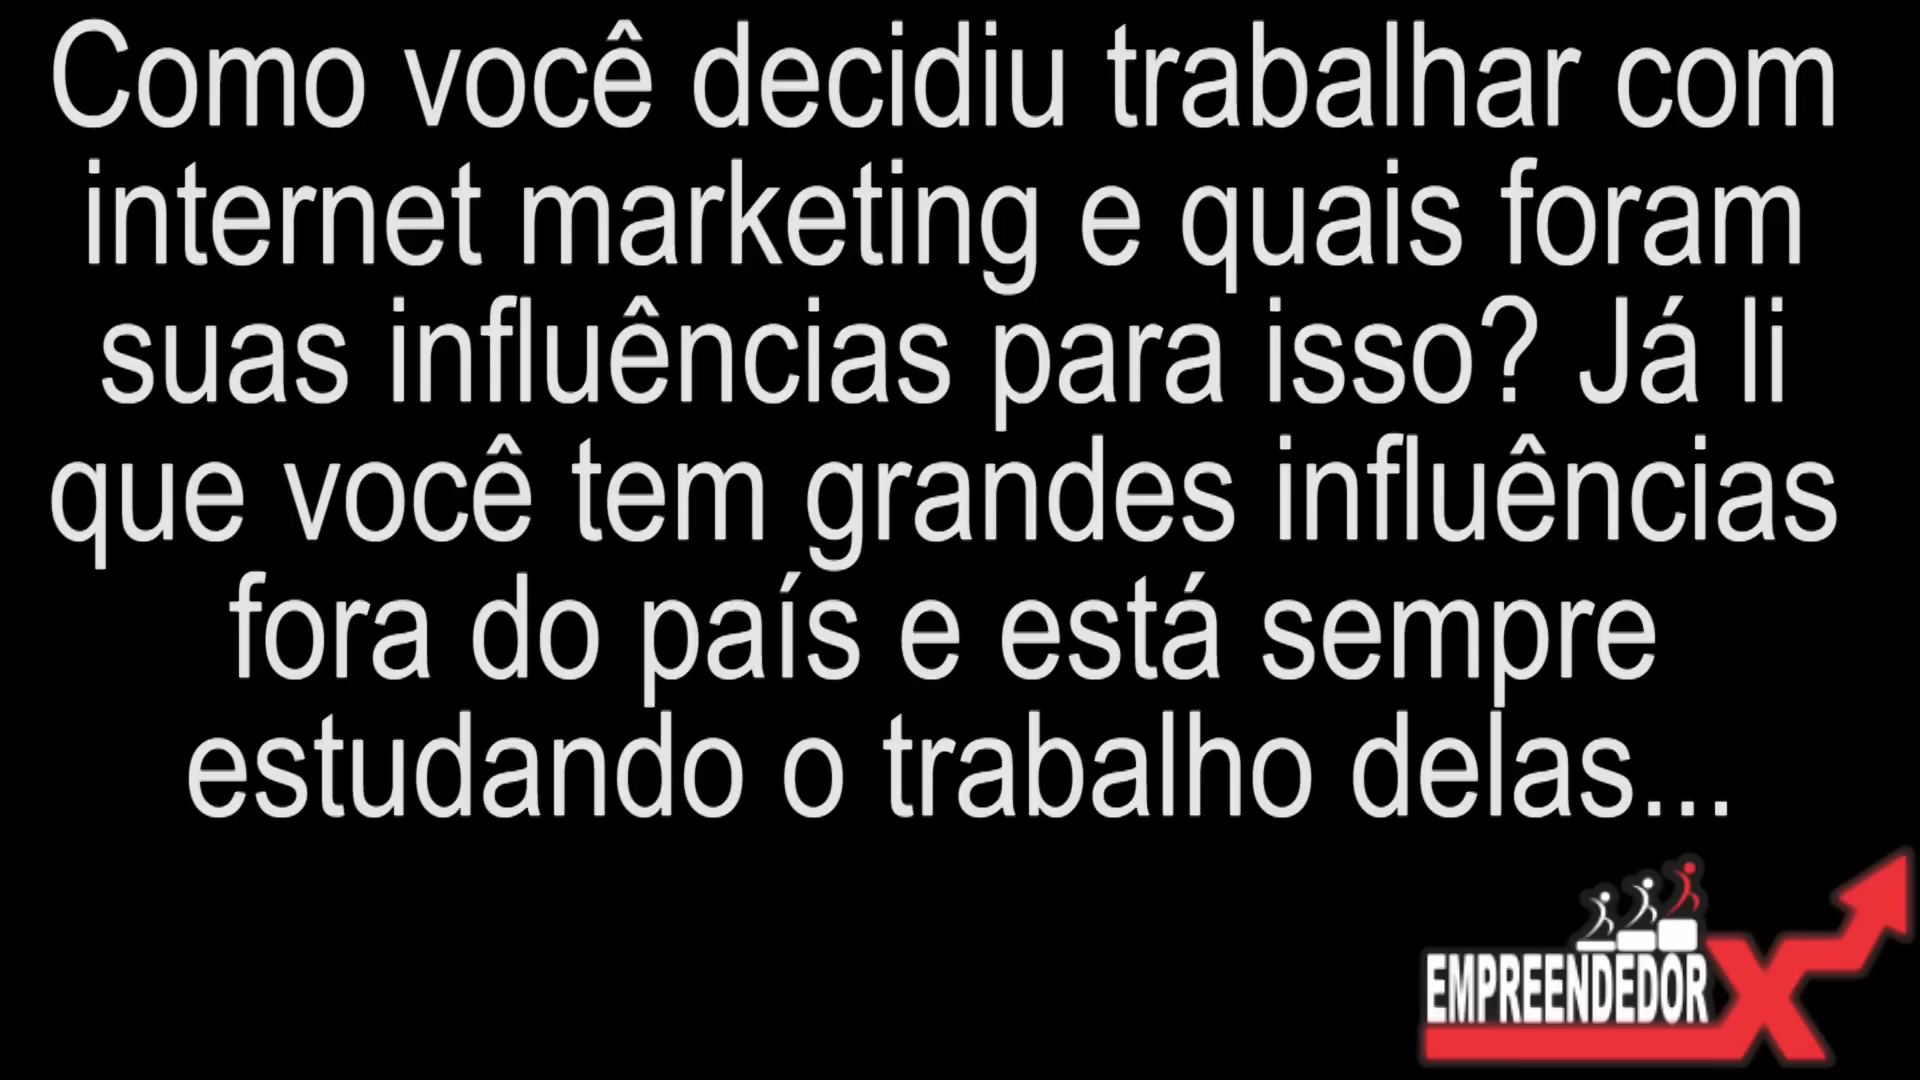 Como você decidiu trabalhar com
internet marketing e quais foram
suas influências para isso? Já li
que você tem grandes influências
fora do país e está sempre
estudando o trabalho delas...
EMPREENDEDOR X